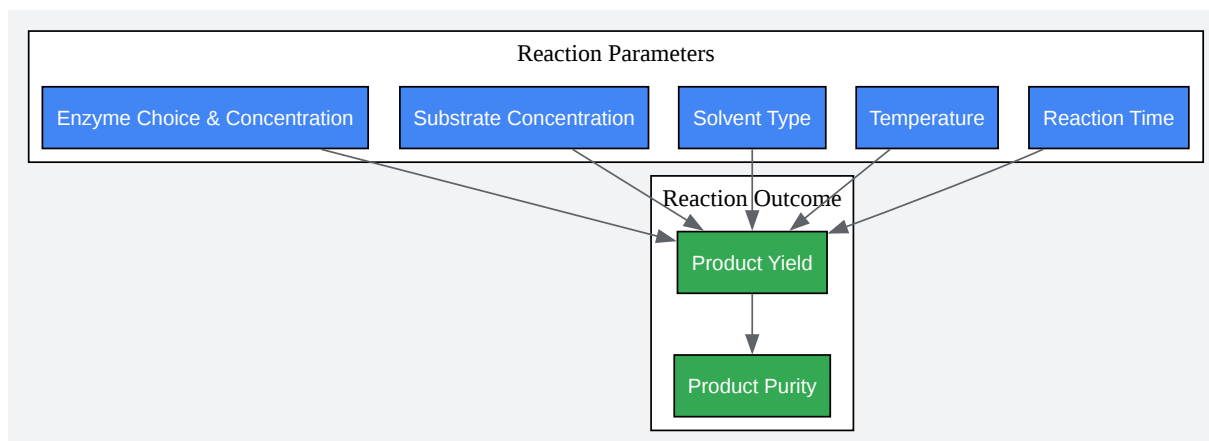 Reaction Parameters
Enzyme Choice & Concentration
Substrate Concentration
Solvent Type
Temperature
Reaction Time
Reaction Outcome
Product Yield
Product Purity